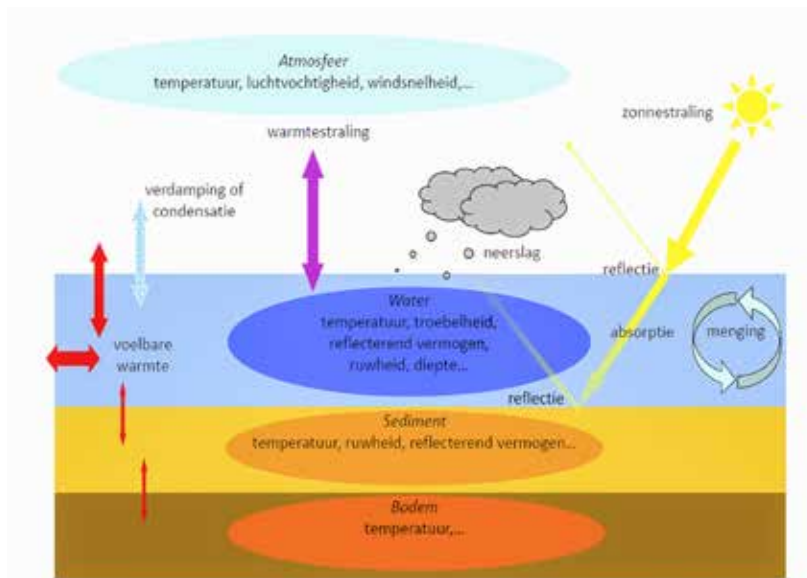 Atmosfeer
temperatuur, luchtvochtigheid, windsnelheid,...
warmtestraling
zonnestraling
verdamping of
condensatie
neerslag
reflectie
Water
temperatuur, troebelheid,
reflecterend vermogen,
ruwheid, diepte...
absorptie
menging
voelbare
warmte
reflectie
Sediment
temperatuur, ruwheid, reflecterend vermogen...
Bodem
temperatuur,...